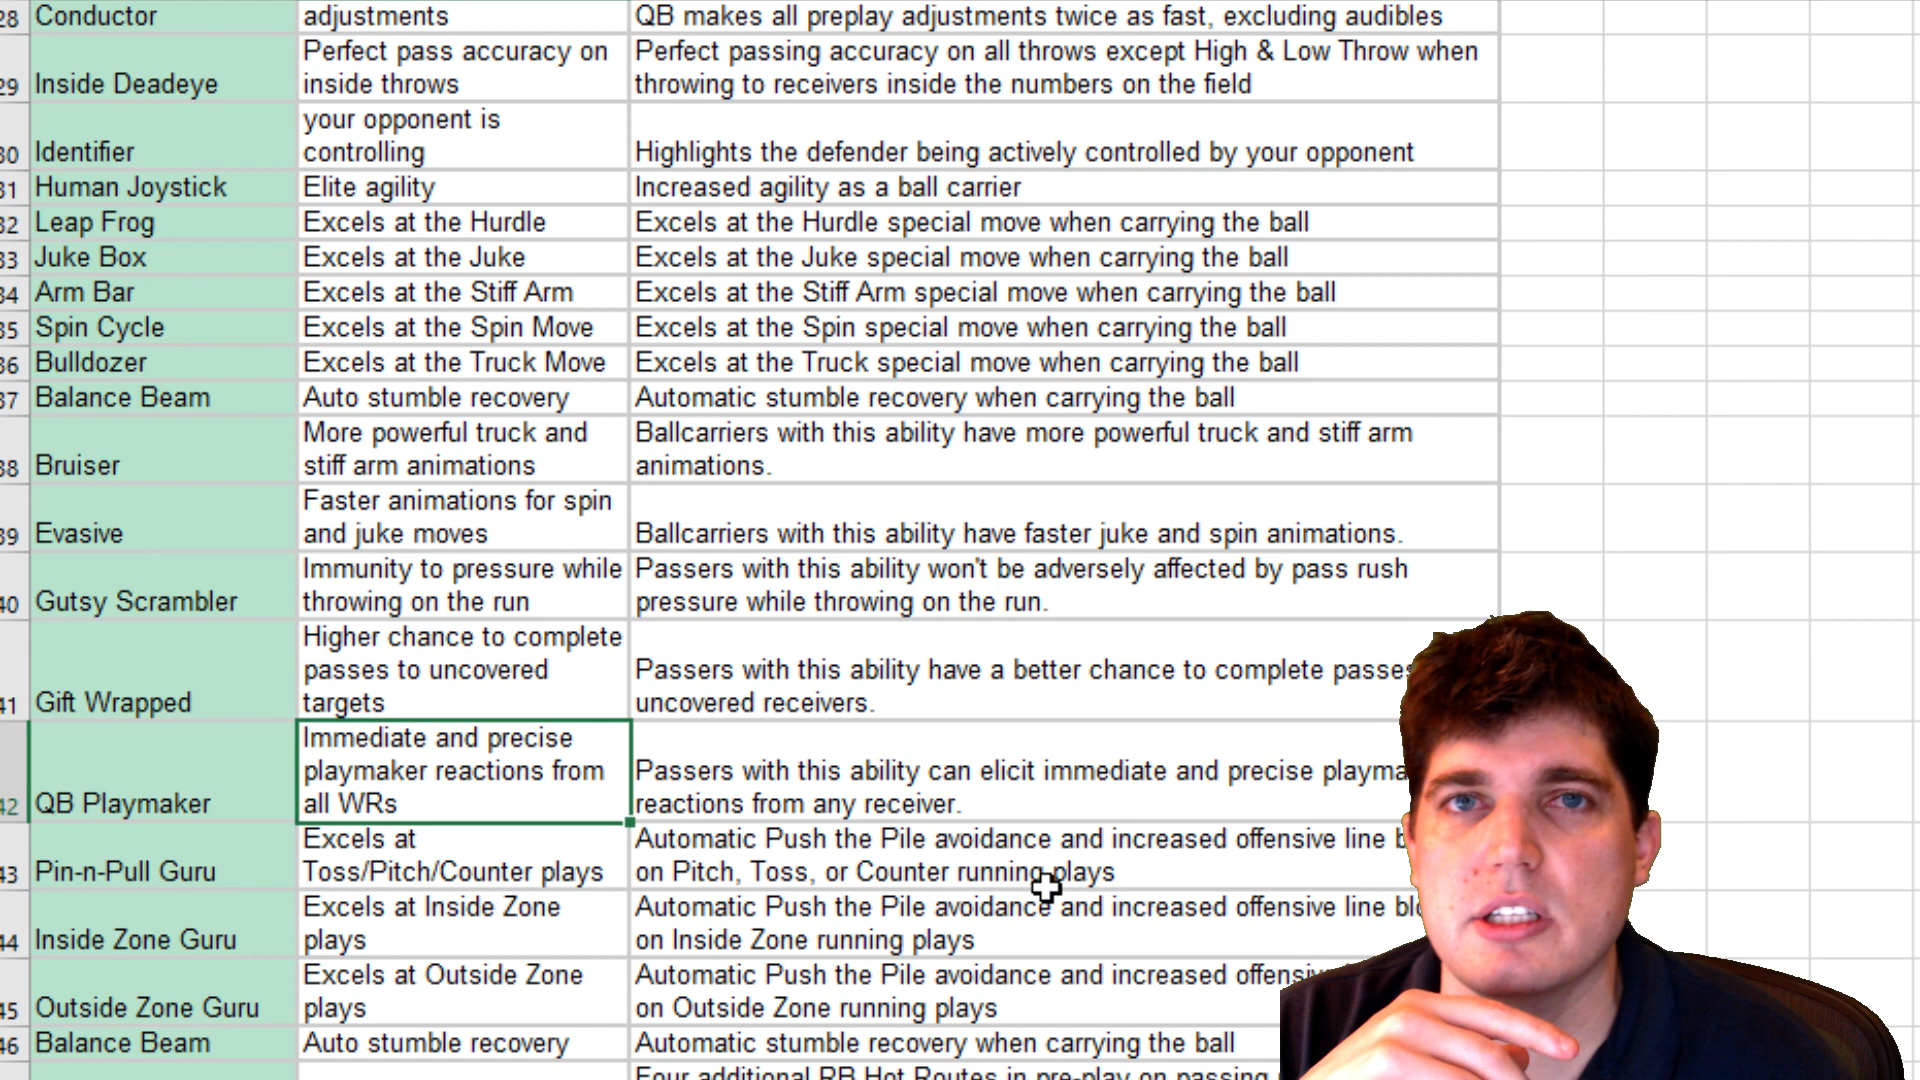 28 Conductor adjustments QB makes all preplay adjustments twice as fast, excluding audibles
Perfect pass accuracy on Perfect passing accuracy on all throws except High & Low Throw when
29 Inside Deadeye inside throws throwing to receivers inside the numbers on the field
your opponent is
30 Identifier controlling Highlights the defender being actively controlled by your opponent
31 Human Joystick Elite agility Increased agility as a ball carrier
32 Leap Frog Excels at the Hurdle Excels at the Hurdle special move when carrying the ball
33 Juke Box Excels at the Juke Excels at the Juke special move when carrying the ball
34 Arm Bar Excels at the Stiff Arm Excels at the Stiff Arm special move when carrying the ball
35 Spin Cycle Excels at the Spin Move Excels at the Spin special move when carrying the ball
36 Bulldozer Excels at the Truck Move Excels at the Truck special move when carrying the ball
37 Balance Beam Auto stumble recovery Automatic stumble recovery when carrying the ball
More powerful truck and Ballcarriers with this ability have more powerful truck and stiff arm
38 Bruiser stiff arm animations animations.
Faster animations for spin
39 Evasive and juke moves Ballcarriers with this ability have faster juke and spin animations.
Immunity to pressure while Passers with this ability won't be adversely affected by pass rush
40 Gutsy Scrambler throwing on the run pressure while throwing on the run.
Higher chance to complete
passes to uncovered Passers with this ability have a better chance to complete passes
41 Gift Wrapped targets uncovered receivers.
Immediate and precise
playmaker reactions from Passers with this ability can elicit immediate and precise playma
42 QB Playmaker all WRs reactions from any receiver.
Excels at Automatic Push the Pile avoidance and increased offensive line b
43 Pin-n-Pull Guru Toss/Pitch/Counter plays on Pitch, Toss, or Counter running plays
Excels at Inside Zone Automatic Push the Pile avoidance and increased offensive line blo
44 Inside Zone Guru plays on Inside Zone running plays
Excels at Outside Zone Automatic Push the Pile avoidance and increased offensiv
45 Outside Zone Guru plays on Outside Zone running plays
46 Balance Beam Auto stumble recovery Automatic stumble recovery when carrying the ball
Four additional RB Hot Routes in pre-play on passing